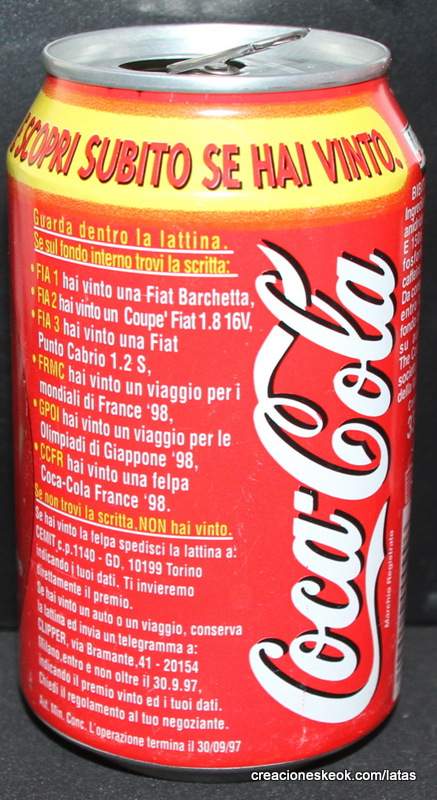 E SCOPRI SUBITO SE HAI VINTO.
Guarda dentro la lattina.
Se sul fondo interno trovi la scritta:
• FIA 1 hai vinto una Fiat Barchetta,
• FIA 2 hai vinto un Coupe' Fiat 1.8 16V,
• FIA 3 hai vinto una Fiat
Punto Cabrio 1.2 S,
• FRMC hai vinto un viaggio per i
mondiali di France '98,
• GPOI hai vinto un viaggio per le
Olimpiadi di Giappone '98,
• CCFR hai vinto una felpa
Coca-Cola France '98.
Se non trovi la scritta, NON hai vinto.
Se hai vinto la felpa spedisci la lattina a:
CEMIT c.p.1140 - GD, 10199 Torino
indicando i tuoi dati. Ti invieremo
direttamente il premio.
Se hai vinto un auto o un viaggio, conserva
la lattina ed invia un telegramma a:
CLIPPER, via Bramante,41 - 20154
Milano,entro e non oltre il 30.9.97,
indicando il premio vinto ed i tuoi dati.
Chiedi il regolamento al tuo negoziante.
Aut. Min. Conc. L'operazione termina il 30/09/97
Coca-Cola
Marchio Registrato
creacioneskeok.com/latas